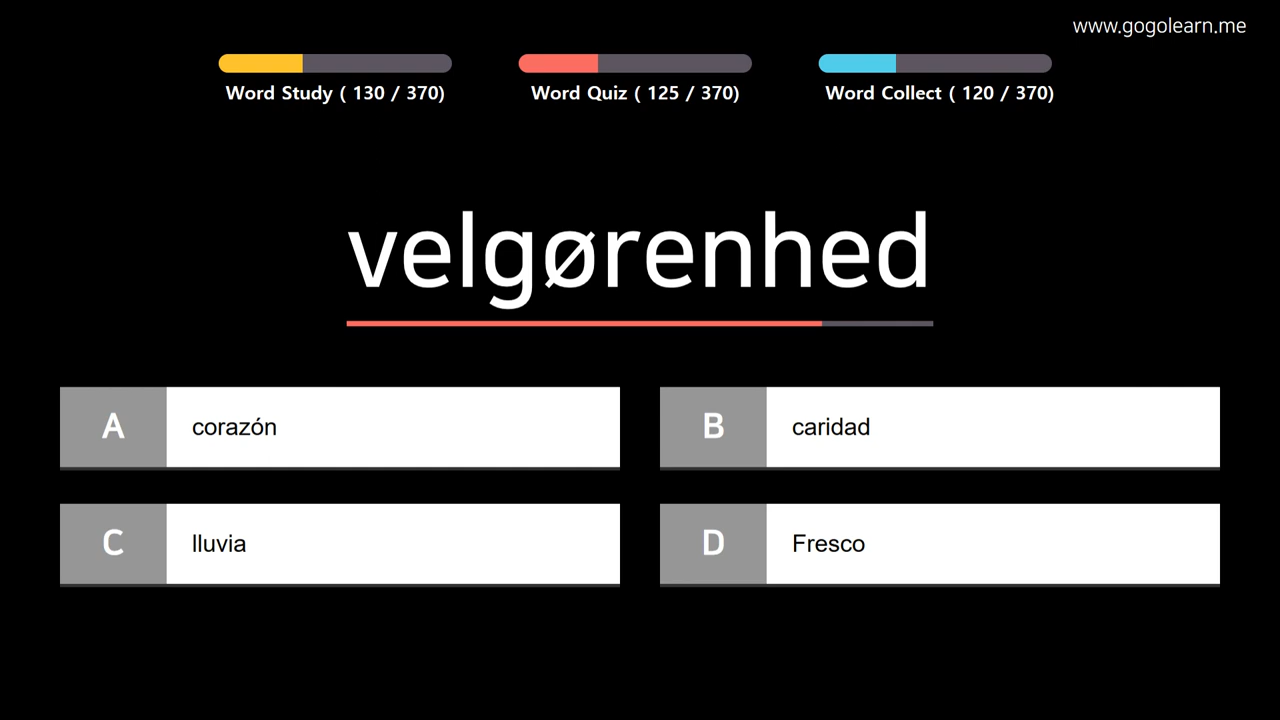 www.gogolearn.me
Word Study ( 130 / 370)
Word Quiz ( 125 / 370)
Word Collect ( 120 / 370)
velgørenhed
A corazón
B caridad
C lluvia
D Fresco